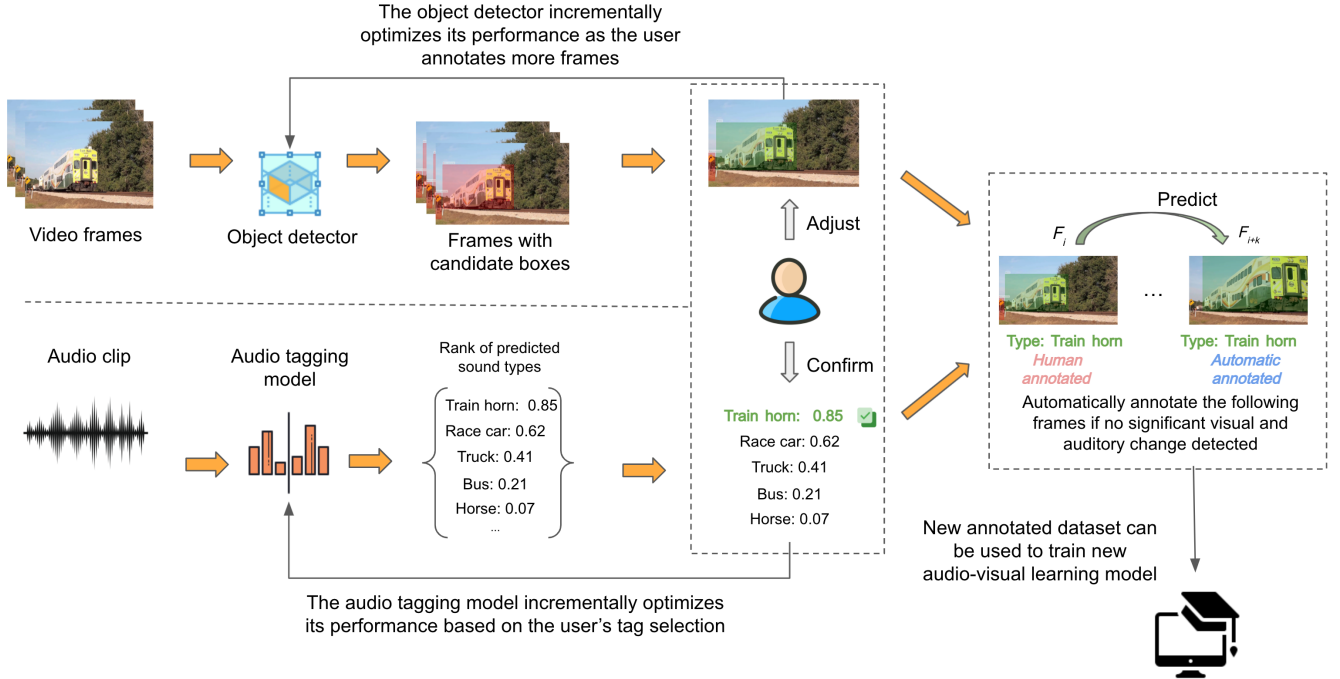 The object detector incrementally
optimizes its performance as the user
annotates more frames
Video frames
Object detector
Frames with
candidate boxes
Adjust
Predict
F i
F i+k
...
Type: Train horn
Human
annotated
Type: Train horn
Automatic
annotated
Automatically annotate the following
frames if no significant visual and
auditory change detected
Audio clip
Audio tagging
model
Rank of predicted
sound types
Train horn: 0.85
Race car: 0.62
Truck: 0.41
Bus: 0.21
Horse: 0.07
...
Confirm
Train horn: 0.85
Race car: 0.62
Truck: 0.41
Bus: 0.21
Horse: 0.07
The audio tagging model incrementally optimizes
its performance based on the user's tag selection
New annotated dataset can
be used to train new
audio-visual learning model